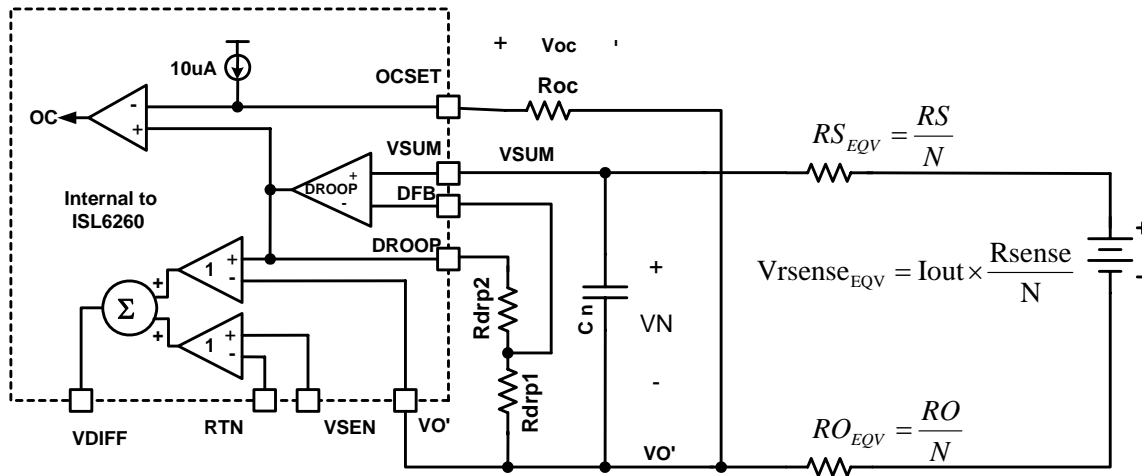 + Voc '
10uA
OCSET
Roc
OC
-
+
VSUM
VSUM
RS_EQV = RS/N
+
DROOP
-
DFB
Internal to
ISL6260
DROOP
+
1
-
+
Σ
+
+
1
-
Rdrp2
Rdrp1
Cn
+
VN
-
Vrsense_EQV = Iout × Rsense/N
+
-
VDIFF
RTN
VSEN
VO'
VO'
RO_EQV = RO/N